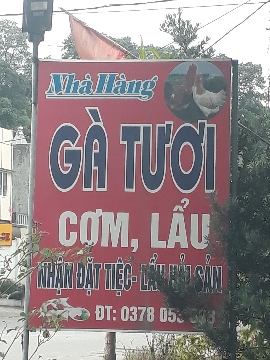 Nhà Hàng
GÀ TƯƠI
CƠM, LẨU
NHẬN ĐẶT TIỆC- LẨU HẢI SẢN
ĐT: 0378